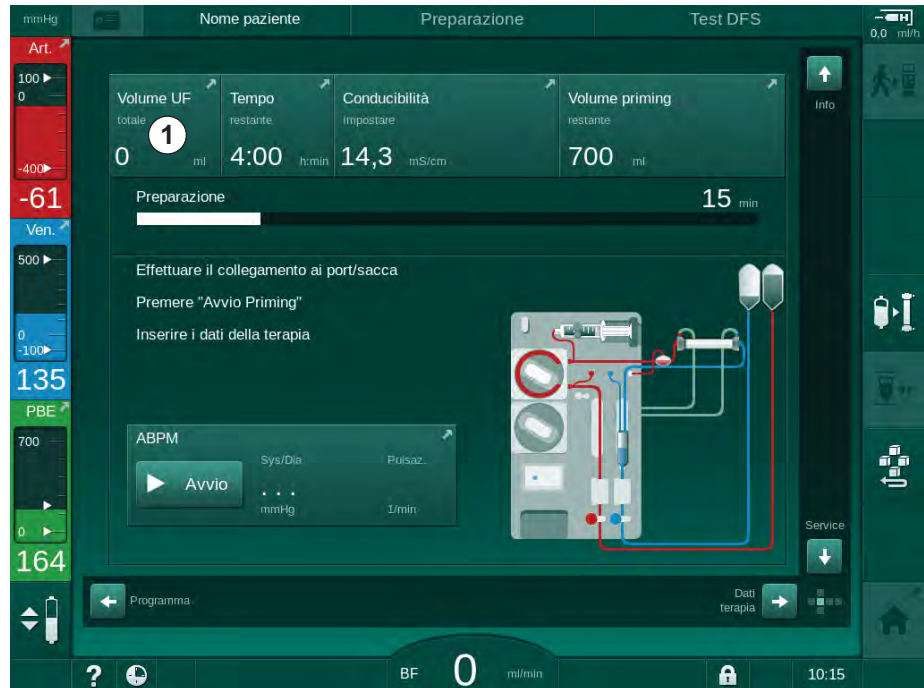 mmHg
Nome paziente
Preparazione
Test DFS
0,0 ml/h
Art.
100
0
-400
-61
Ven.
500
0
-100
135
PBE
700
0
164
Volume UF
totale
0 ml
1
Tempo
restante
4:00 h:min
Conducibilità
Impostare
14,3 mS/cm
Volume priming
restante
700 ml
Info
Preparazione
15 min
Effettuare il collegamento ai port/sacca
Premere "Avvio Priming"
Inserire i dati della terapia
ABPM
Avvio
Sys/Dia
. . .
mmHg
Pulsaz.
1/min
Service
Programma
Dati
terapia
?
BF 0 ml/min
10:15